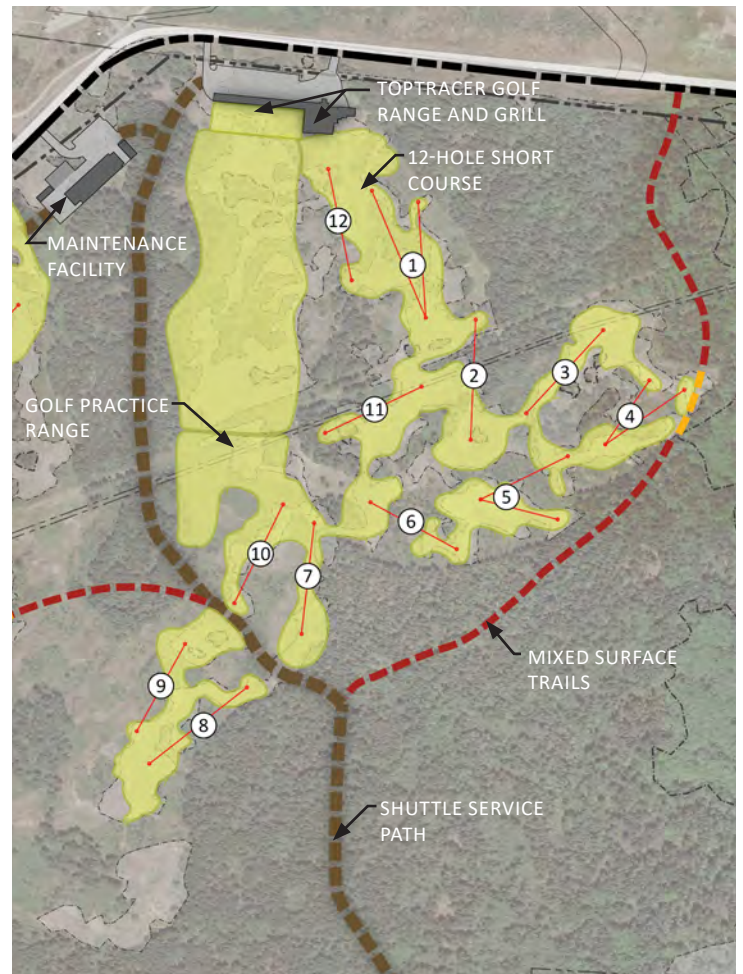 TOPTRACER GOLF
RANGE AND GRILL
12-HOLE SHORT
COURSE
12
MAINTENANCE
FACILITY
1
3
2
GOLF PRACTICE
RANGE
11
4
5
6
10
7
MIXED SURFACE
TRAILS
9
8
SHUTTLE SERVICE
PATH